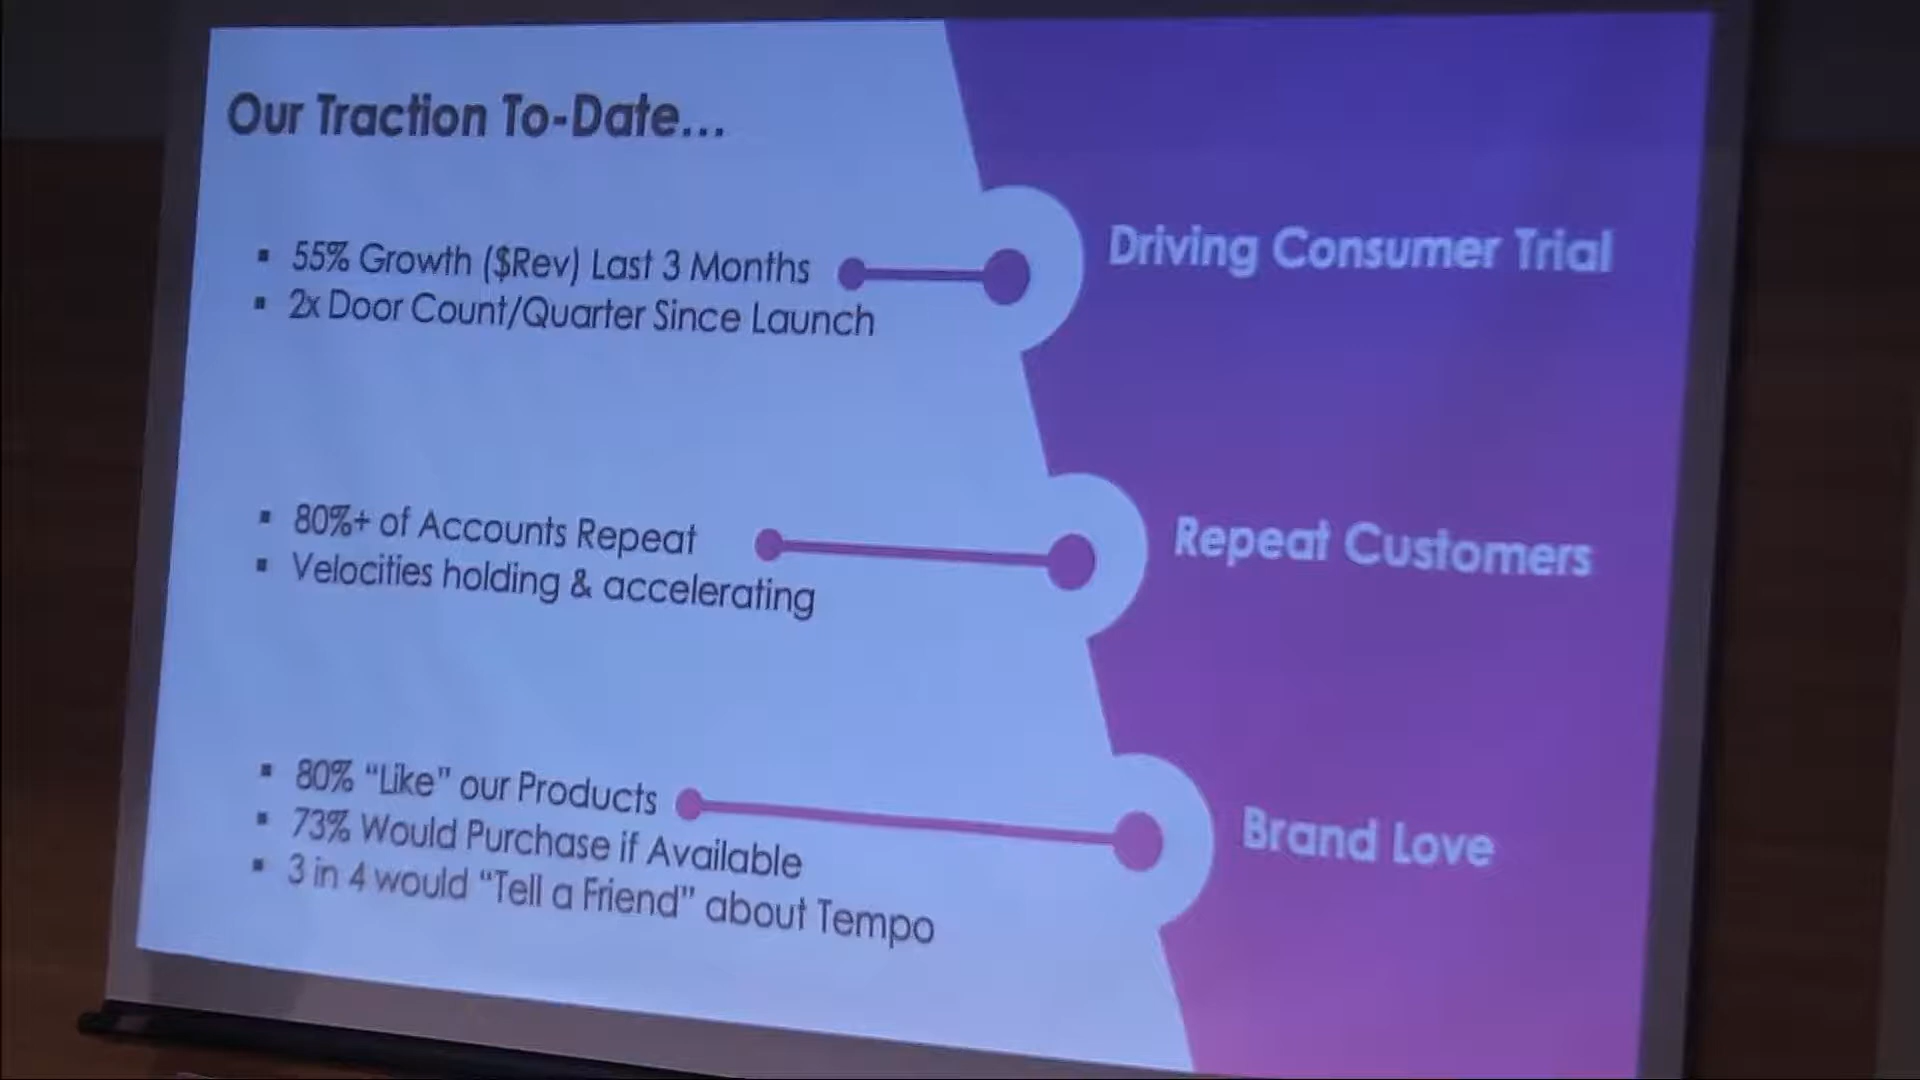 Our Traction To-Date...
▪ 55% Growth ($Rev) Last 3 Months
▪ 2x Door Count/Quarter Since Launch
Driving Consumer Trial
▪ 80%+ of Accounts Repeat
▪ Velocities holding & accelerating
Repeat Customers
▪ 80% “Like” our Products
▪ 73% Would Purchase if Available
▪ 3 in 4 would “Tell a Friend” about Tempo
Brand Love